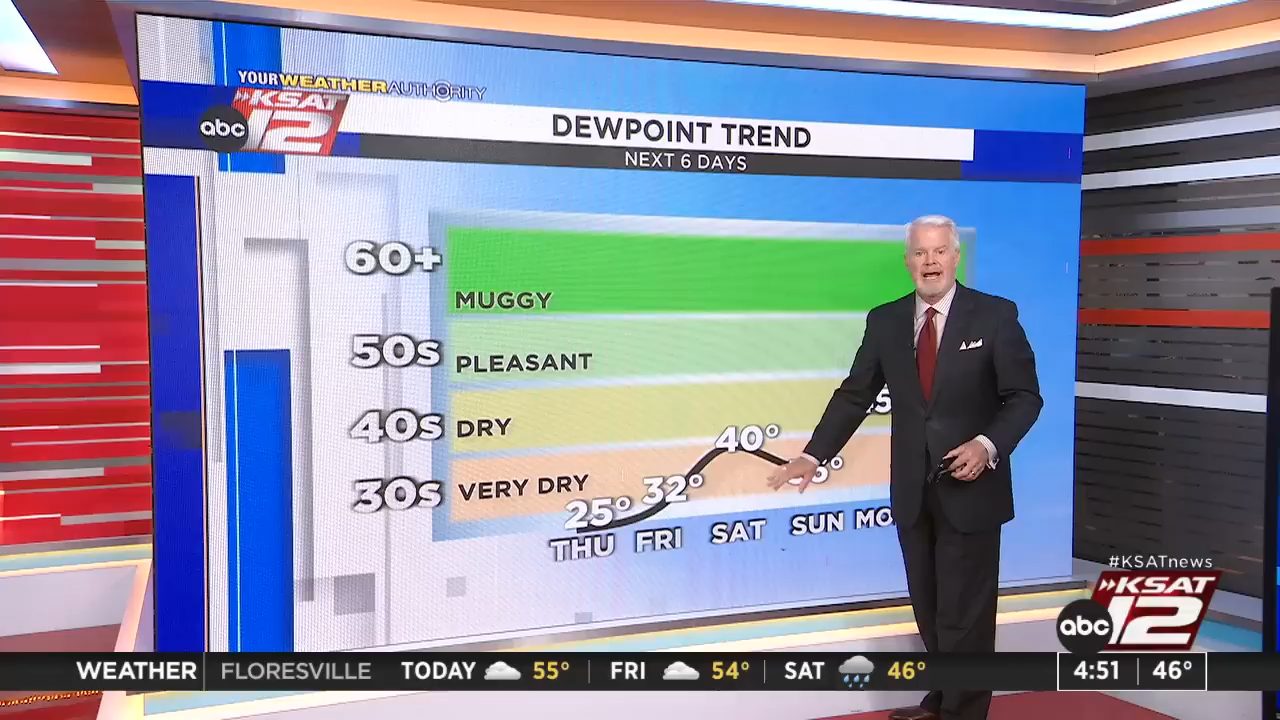 YOUR WEATHER AUTHORITY
KSAT
abc 12
DEWPOINT TREND
NEXT 6 DAYS
60+
MUGGY
50s PLEASANT
40s DRY
40°
30s VERY DRY
25° 32°
THU FRI SAT SUN
#KSATnews
KSAT
abc 12
WEATHER FLORESVILLE TODAY 55° FRI 54° SAT 46° 4:51 46°